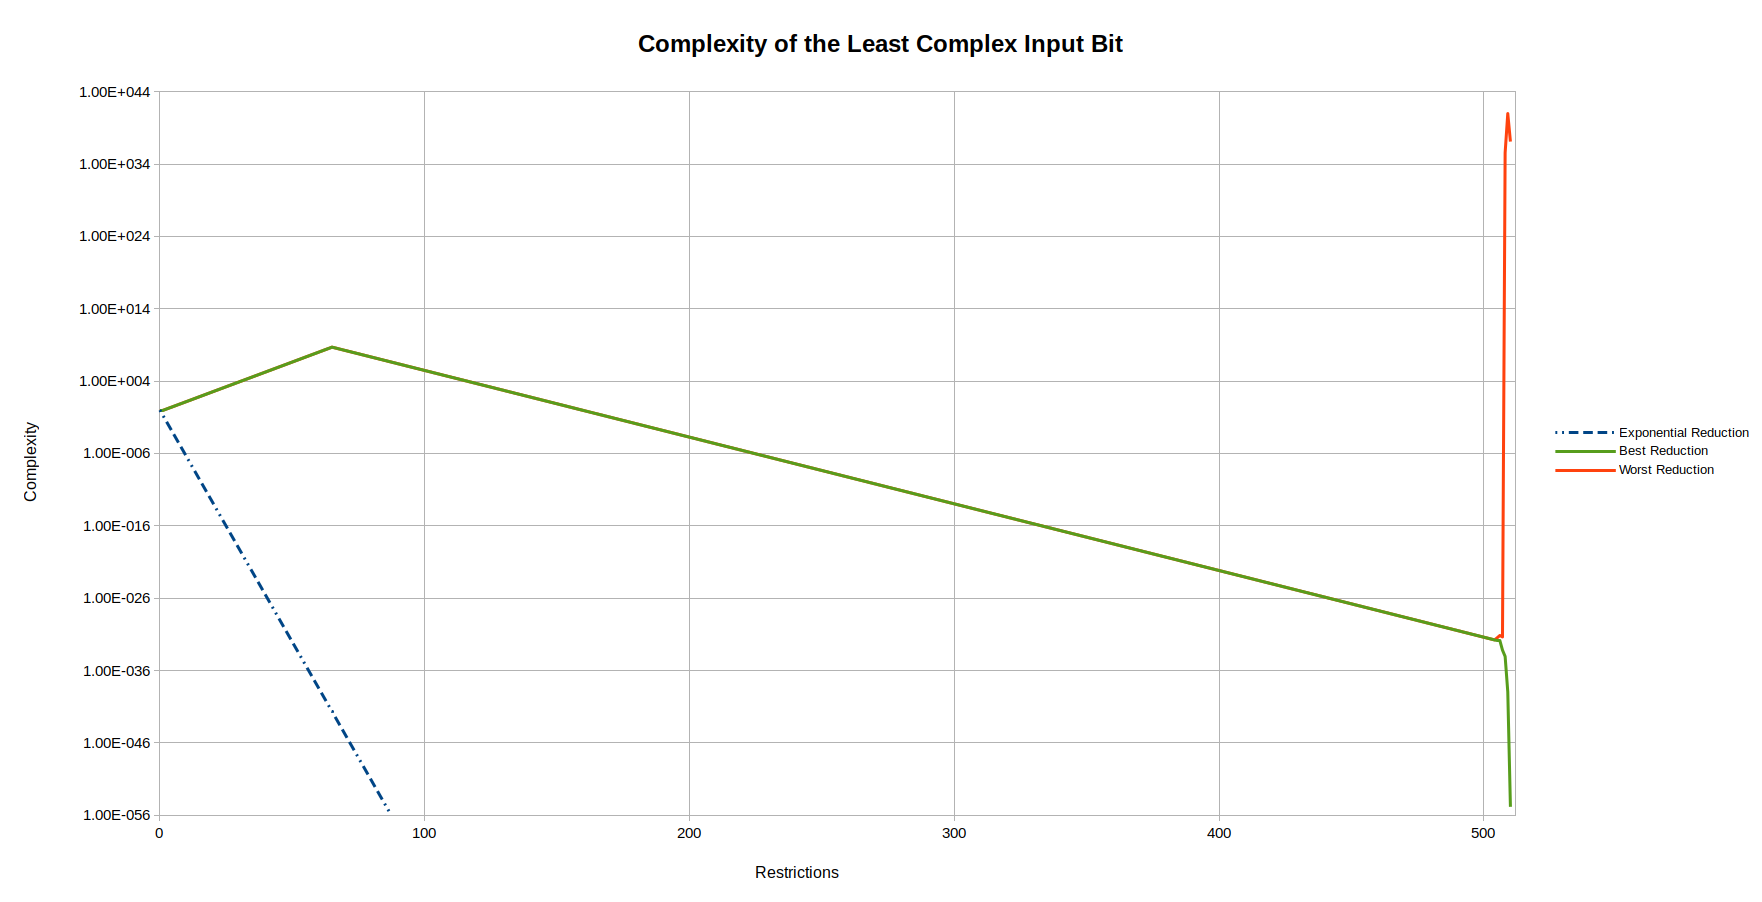 Complexity of the Least Complex Input Bit
1.00E+044
1.00E+034
1.00E+024
1.00E+014
1.00E+004
1.00E-006
1.00E-016
1.00E-026
1.00E-036
1.00E-046
1.00E-056
Complexity
0 100 200 300 400 500
Restrictions
Exponential Reduction
Best Reduction
Worst Reduction